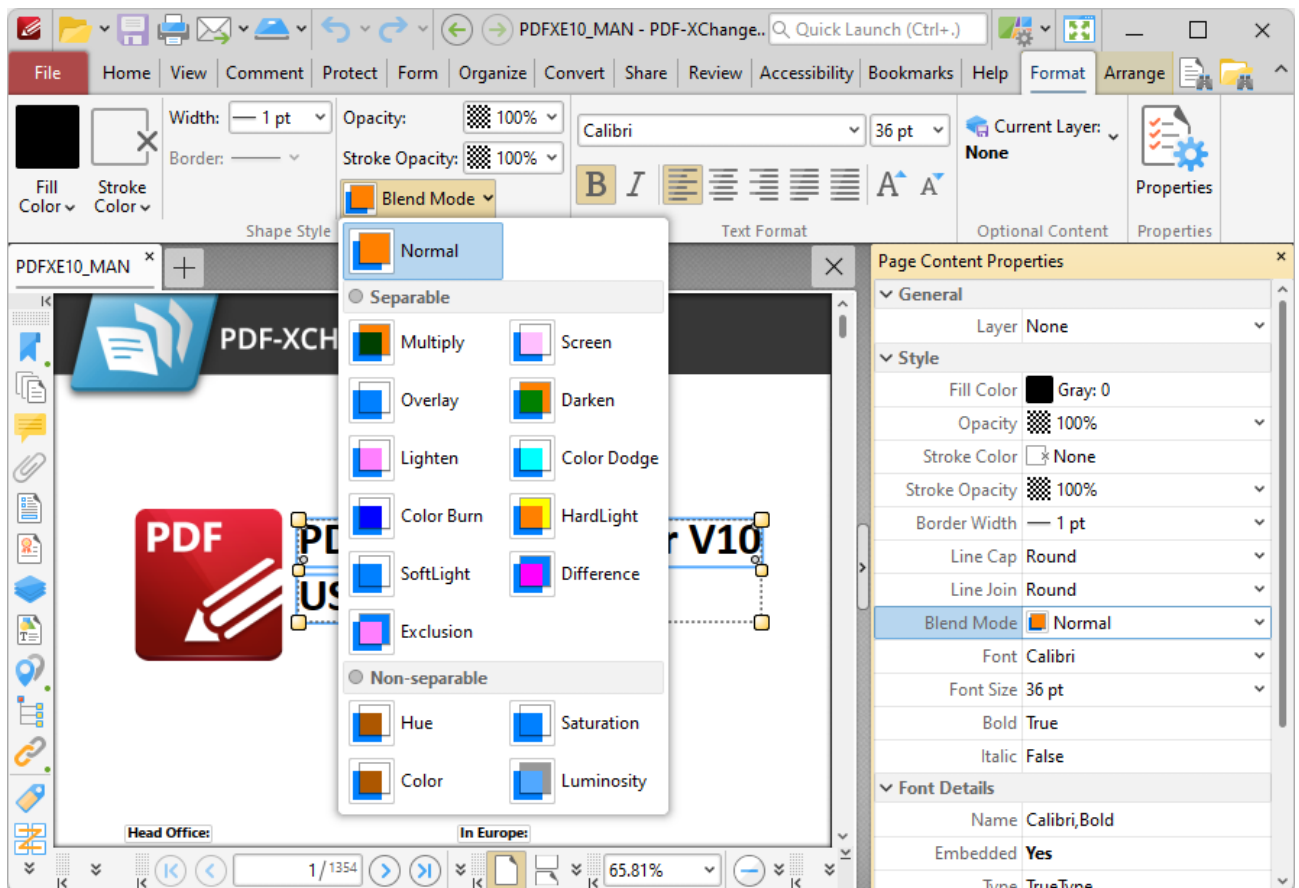 PDFXE10_MAN - PDF-XChange.. Quick Launch (Ctrl+.)
File Home View Comment Protect Form Organize Convert Share Review Accessibility Bookmarks Help Format Arrange
Width: 1 pt Opacity: 100% Calibri 36 pt Current Layer:
None
Border: Stroke Opacity: 100%
Fill Color Stroke Color Blend Mode B I A A Properties
Shape Style Text Format Optional Content Properties
PDFXE10_MAN
Normal
Separable
Multiply Screen
Overlay Darken
Lighten Color Dodge
Color Burn HardLight
SoftLight Difference
Exclusion
Non-separable
Hue Saturation
Color Luminosity
PDF-XCH
PDF
PD r V10
US
Head Office: In Europe:
1/1354 65.81%
Page Content Properties
General
Layer None
Style
Fill Color Gray: 0
Opacity 100%
Stroke Color None
Stroke Opacity 100%
Border Width 1 pt
Line Cap Round
Line Join Round
Blend Mode Normal
Font Calibri
Font Size 36 pt
Bold True
Italic False
Font Details
Name Calibri,Bold
Embedded Yes
Type TrueType